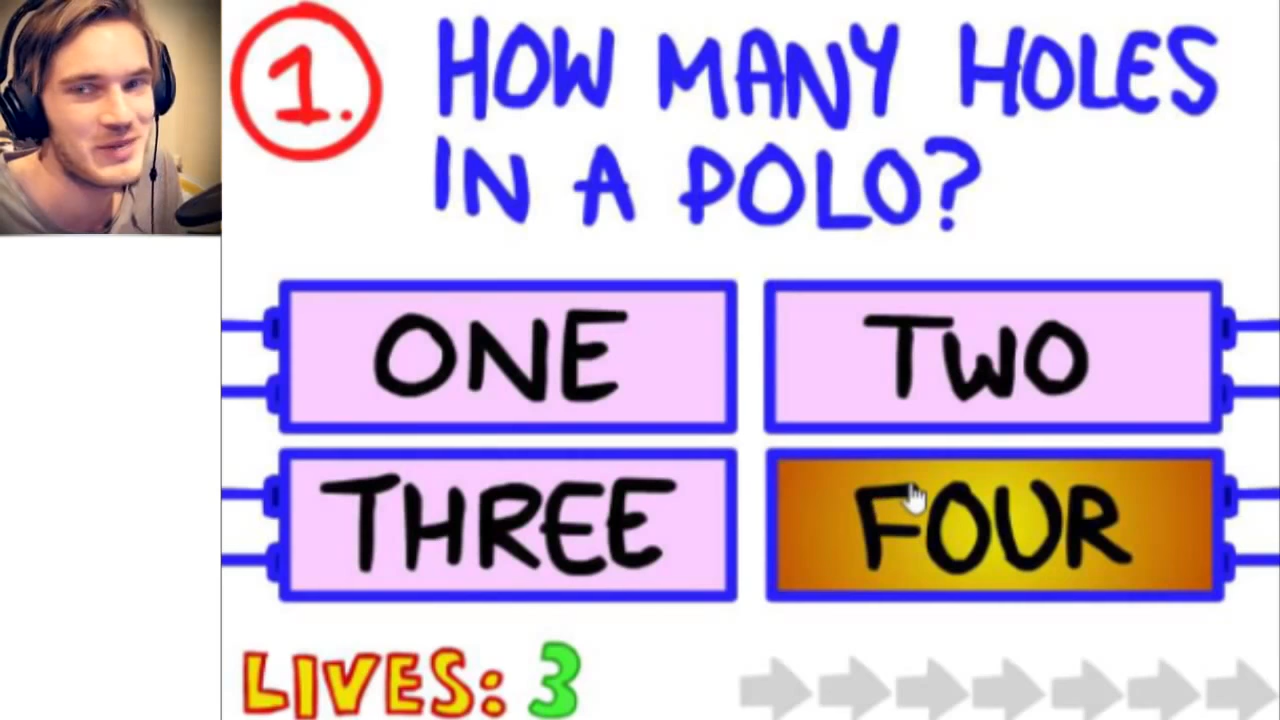 1.
HOW MANY HOLES
IN A POLO?
ONE
TWO
THREE
FOUR
LIVES: 3